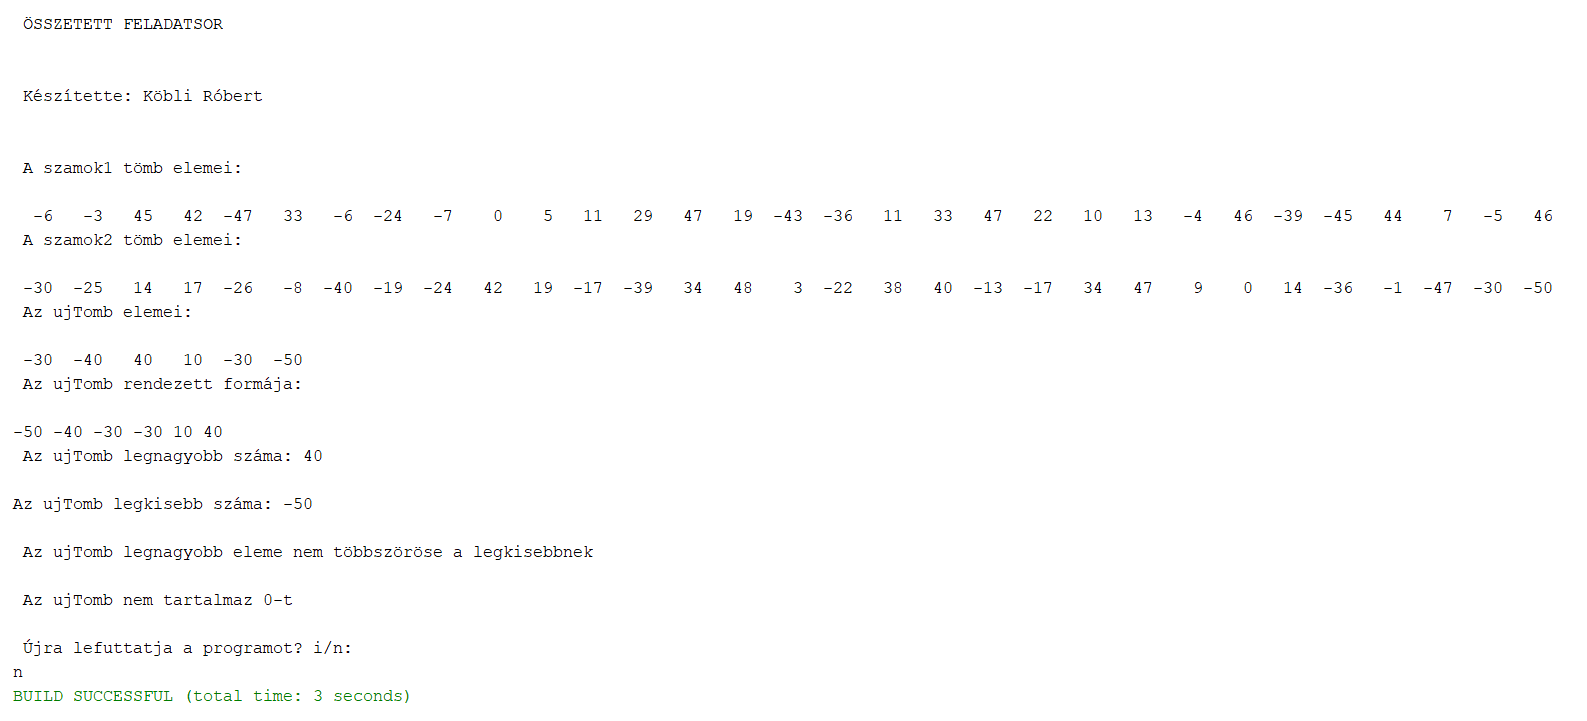 ÖSSZETETT FELADATSOR
Készítette: Köbli Róbert
A szamok1 tömb elemei:
-6 -3 45 42 -47 33 -6 -24 -7 0 5 11 29 47 19 -43 -36 11 33 47 22 10 13 -4 46 -39 -45 44 7 -5 46
A szamok2 tömb elemei:
-30 -25 14 17 -26 -8 -40 -19 -24 42 19 -17 -39 34 48 3 -22 38 40 -13 -17 34 47 9 0 14 -36 -1 -47 -30 -50
Az ujTomb elemei:
-30 -40 40 10 -30 -50
Az ujTomb rendezett formája:
-50 -40 -30 -30 10 40
Az ujTomb legnagyobb száma: 40
Az ujTomb legkisebb száma: -50
Az ujTomb legnagyobb eleme nem többszöröse a legkisebbnek
Az ujTomb nem tartalmaz 0-t
Újra lefuttatja a programot? i/n:
n
BUILD SUCCESSFUL (total time: 3 seconds)